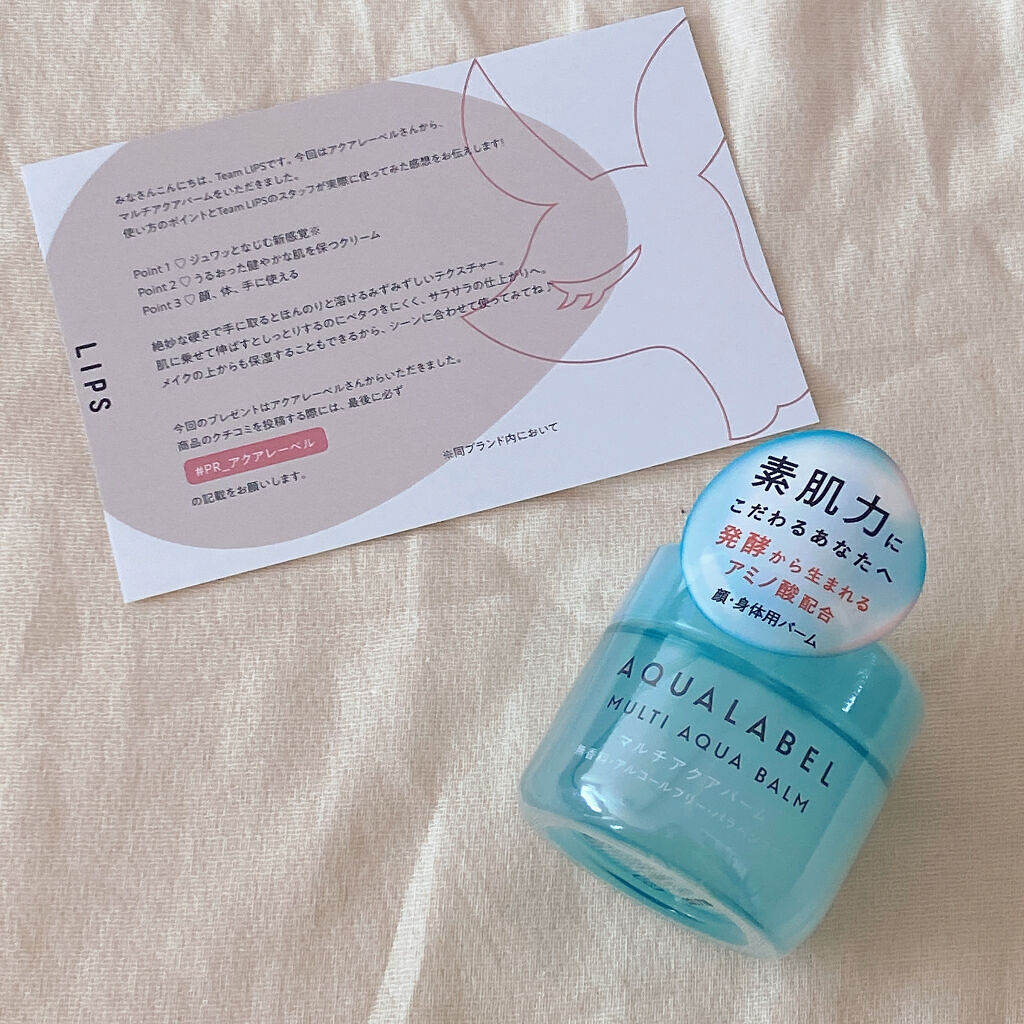 みなさんこんにちは、Team LIPSです。今回はアクアレーベルさんから、
マルチアクアバームをいただきました。
使い方のポイントとTeam LIPSのスタッフが実際に使ってみた感想をお伝えします!
Point 1 ♡ ジュワッとなじむ新感覚※
Point 2 ♡ うるおった健やかな肌を保つクリーム
Point 3 ♡ 顔、体、手に使える
絶妙な硬さで手に取るとほんのりと溶けるみずみずしいテクスチャー。
肌に乗せて伸ばすとしっとりするのにベタつきにくく、サラサラの仕上がりへ。
メイクの上からも保湿することもできるから、シーンに合わせて使ってみてね♪
今回のプレゼントはアクアレーベルさんからいただきました。
商品のクチコミを投稿する際には、最後に必ず
#PR_アクアレーベル
の記載をお願いします。
※同ブランド内において
LIPS
素肌力に
こだわるあなたへ
発酵から生まれる
アミノ酸配合
顔・身体用バーム
AQUALABEL
MULTI AQUA BALM
マルチアクアバーム
無香料・アルコールフリー・パラベン